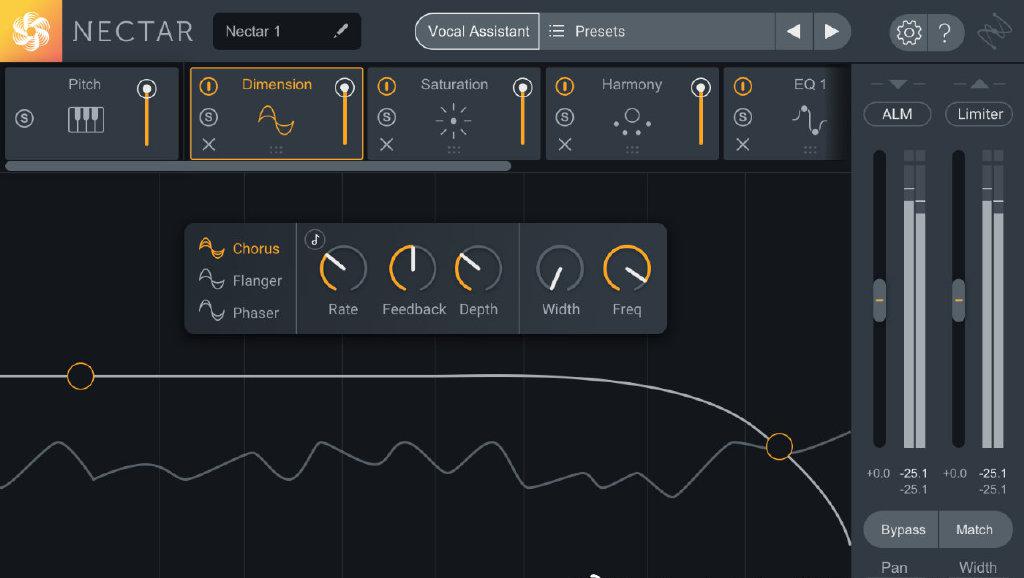 NECTAR
Nectar 1
Vocal Assistant
Presets
?
Pitch
Dimension
Saturation
Harmony
EQ 1
S
S
S
S
S
ALM
Limiter
Chorus
Flanger
Phaser
Rate
Feedback
Depth
Width
Freq
+0.0 -25.1 +0.0 -25.1
-25.1 -25.1
Bypass
Match
Pan
Width